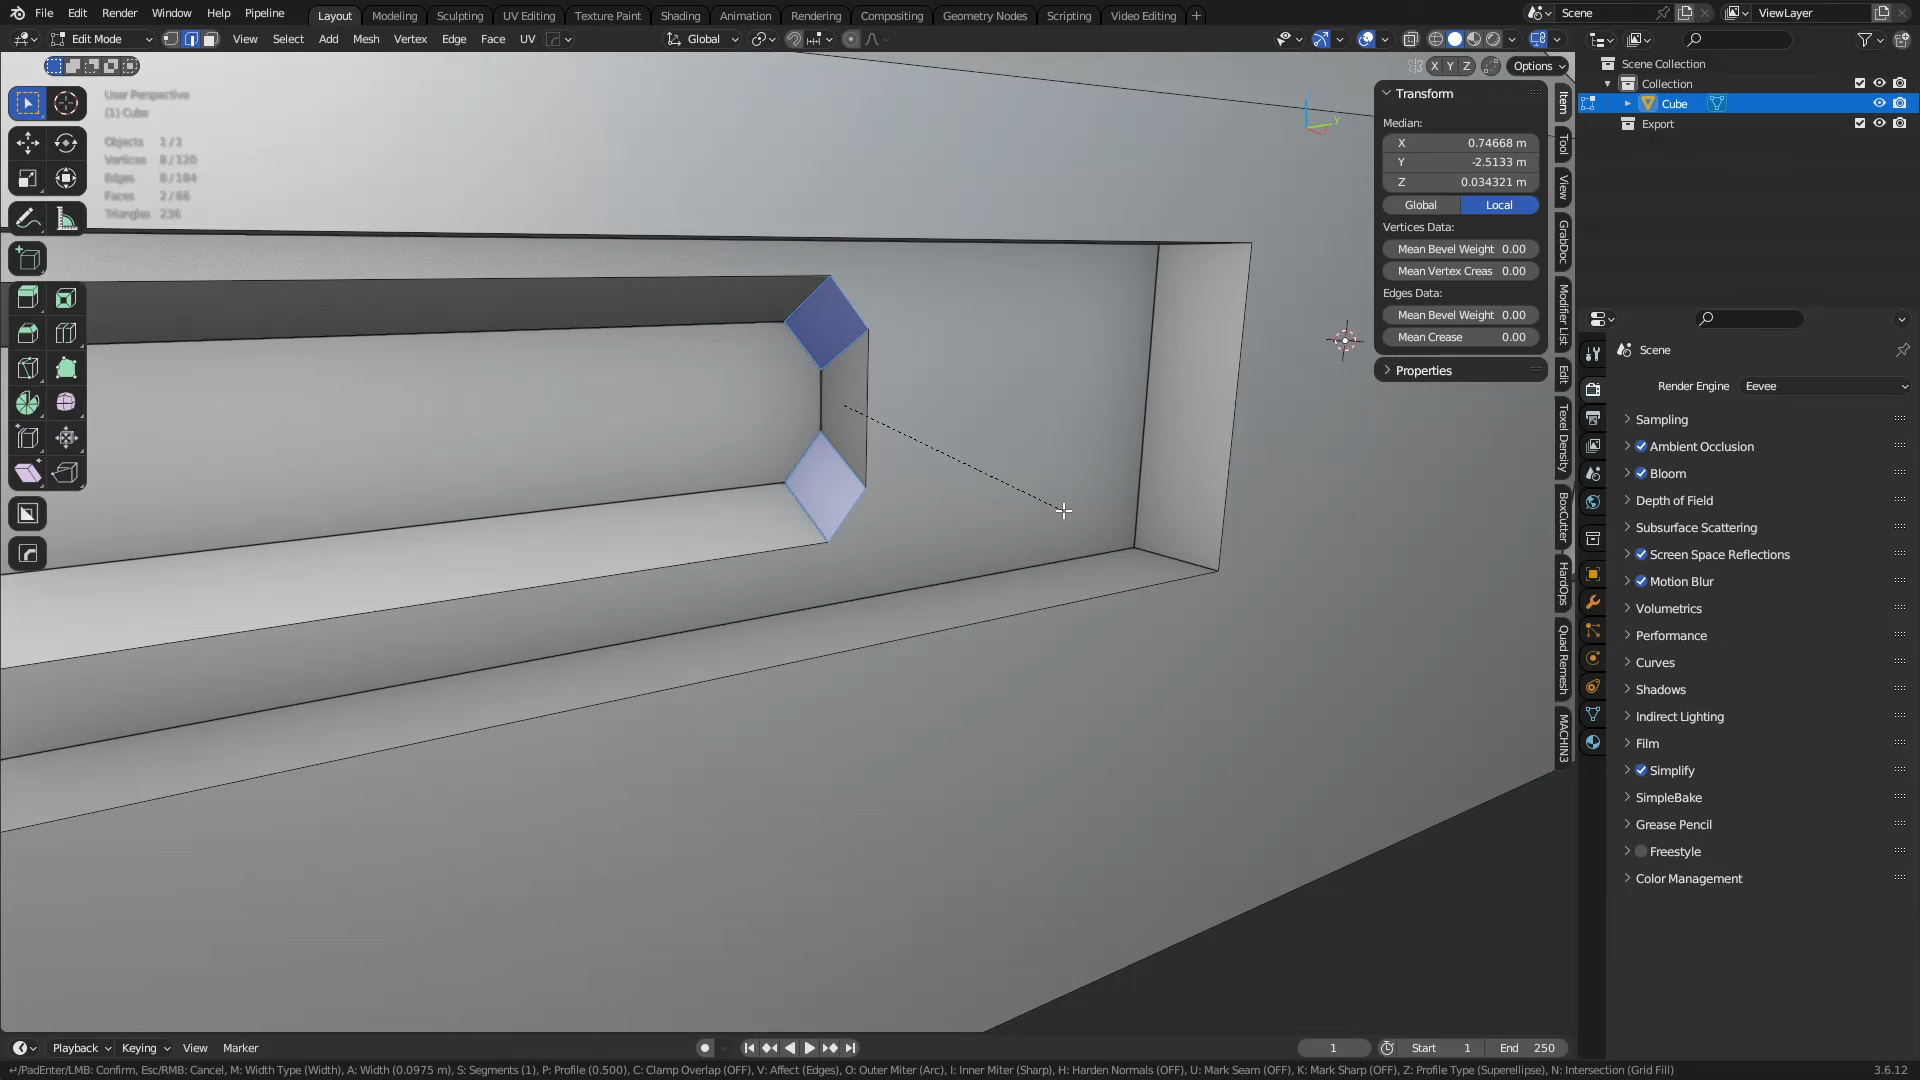 File Edit Render Window Help Pipeline Layout Modeling Sculpting UV Editing Texture Paint Shading Animation Rendering Compositing Geometry Nodes Scripting Video Editing + Scene ViewLayer
Edit Mode View Select Add Mesh Vertex Edge Face UV Global
X Y Z Options
User Perspective
(1) Cube
Objects 1/1
Vertices 8/120
Edges 8/184
Faces 2/66
Triangles 236
Transform
Median:
X 0.74668 m
Y -2.5133 m
Z 0.034321 m
Global Local
Vertices Data:
Mean Bevel Weight 0.00
Mean Vertex Creas 0.00
Edges Data:
Mean Bevel Weight 0.00
Mean Crease 0.00
Properties
Item
Tool
View
GrabDoc
Modifier List
Edit
Texel Density
BoxCutter
HardOps
Quad Remesh
MACHIN3
Scene Collection
Collection
Cube
Export
Scene
Render Engine Eevee
Sampling
Ambient Occlusion
Bloom
Depth of Field
Subsurface Scattering
Screen Space Reflections
Motion Blur
Volumetrics
Performance
Curves
Shadows
Indirect Lighting
Film
Simplify
SimpleBake
Grease Pencil
Freestyle
Color Management
Playback Keying View Marker 1 Start 1 End 250
↵/PadEnter/LMB: Confirm, Esc/RMB: Cancel, M: Width Type (Width), A: Width (0.0975 m), S: Segments (1), P: Profile (0.500), C: Clamp Overlap (OFF), V: Affect (Edges), O: Outer Miter (Arc), I: Inner Miter (Sharp), H: Harden Normals (OFF), U: Mark Seam (OFF), K: Mark Sharp (OFF), Z: Profile Type (Superellipse), N: Intersection (Grid Fill) 3.6.12